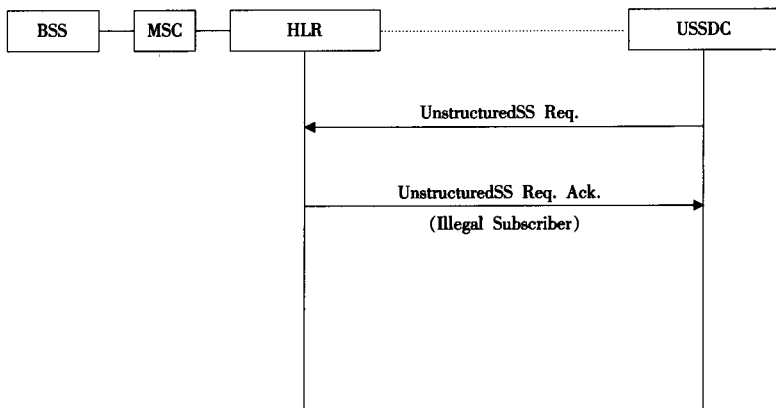 BSS MSC HLR USSDC
UnstructuredSS Req.
UnstructuredSS Req. Ack.
(Illegal Subscriber)